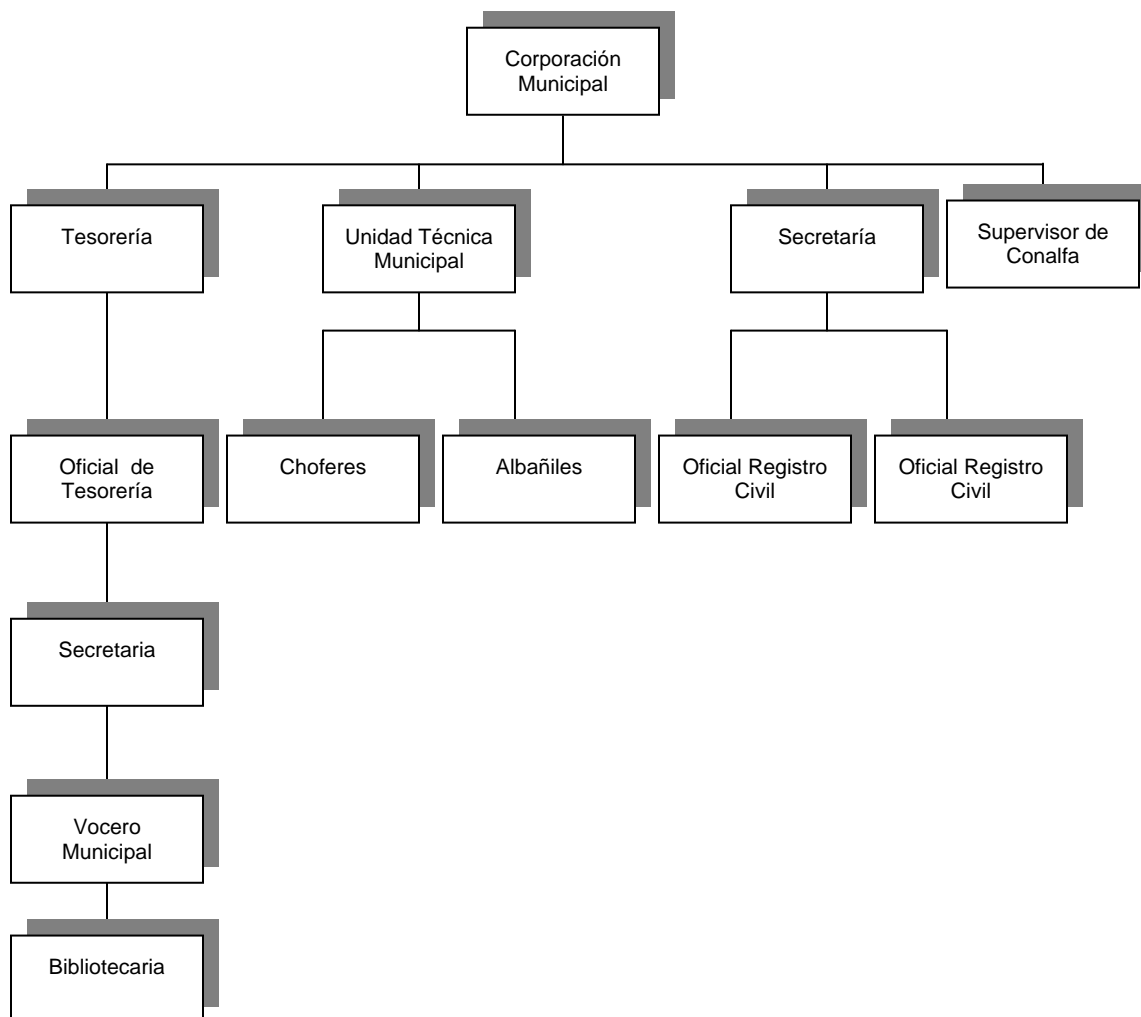 Corporación
Municipal
Tesorería
Unidad Técnica
Municipal
Secretaría
Supervisor de
Conalfa
Oficial de
Tesorería
Choferes
Albañiles
Oficial Registro
Civil
Oficial Registro
Civil
Secretaria
Vocero
Municipal
Bibliotecaria